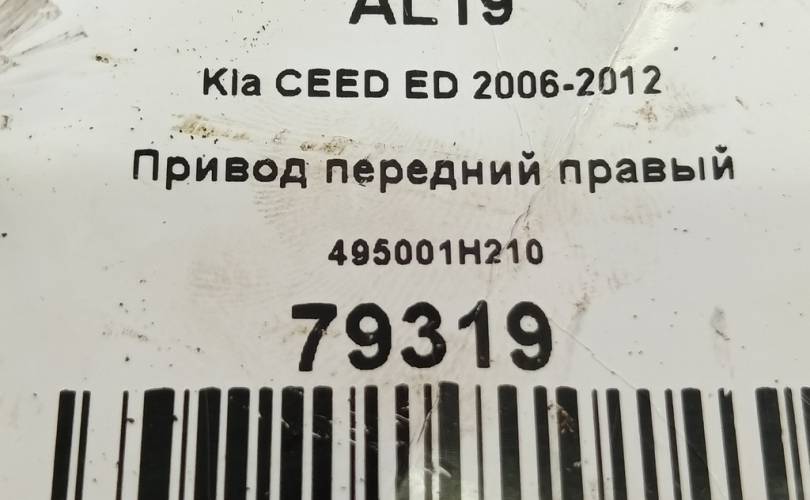 AL19
Kia CEED ED 2006-2012
Привод передний правый
495001H210
79319